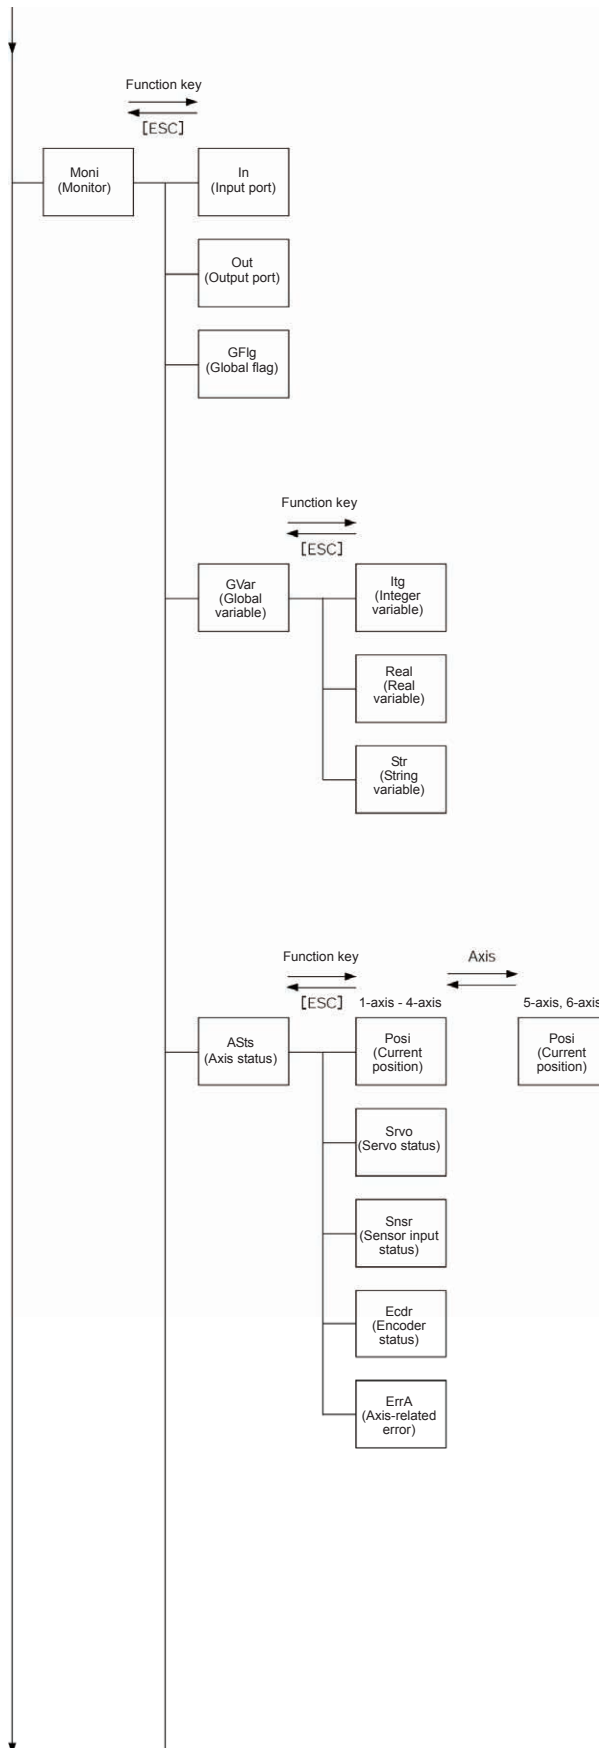 Function key
[ESC]
Moni
(Monitor)
In
(Input port)
Out
(Output port)
GFlg
(Global flag)
Function key
[ESC]
GVar
(Global
variable)
Itg
(Integer
variable)
Real
(Real
variable)
Str
(String
variable)
Function key
[ESC]
Axis
1-axis - 4-axis
5-axis, 6-axis
ASts
(Axis status)
Posi
(Current
position)
Posi
(Current
position)
Srvo
(Servo status)
Snsr
(Sensor input
status)
Ecdr
(Encoder
status)
ErrA
(Axis-related
error)